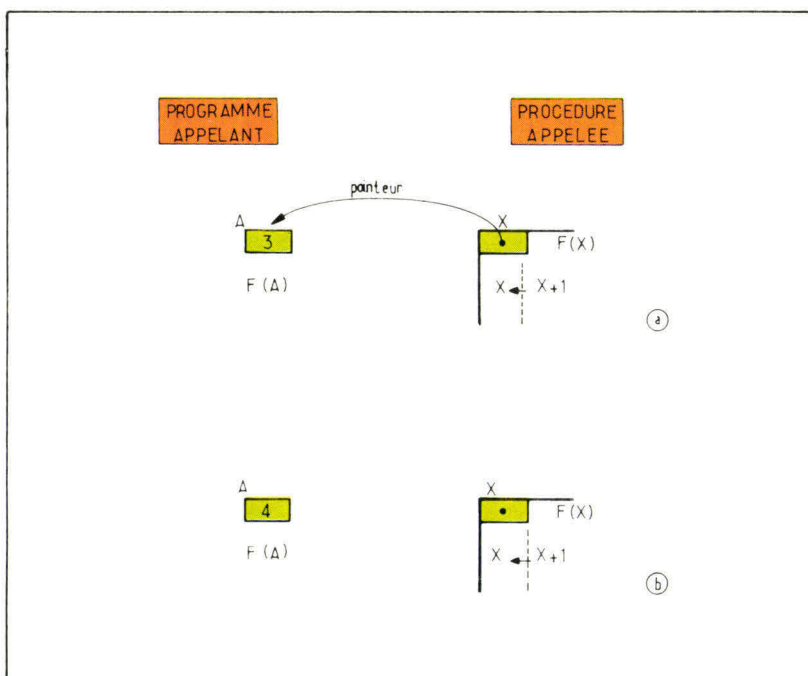 PROGRAMME
APPELANT
PROCEDURE
APPELEE
pointeur
A
X
3
F(X)
F(A)
X
X+1
a
A
X
4
F(X)
F(A)
X
X+1
b